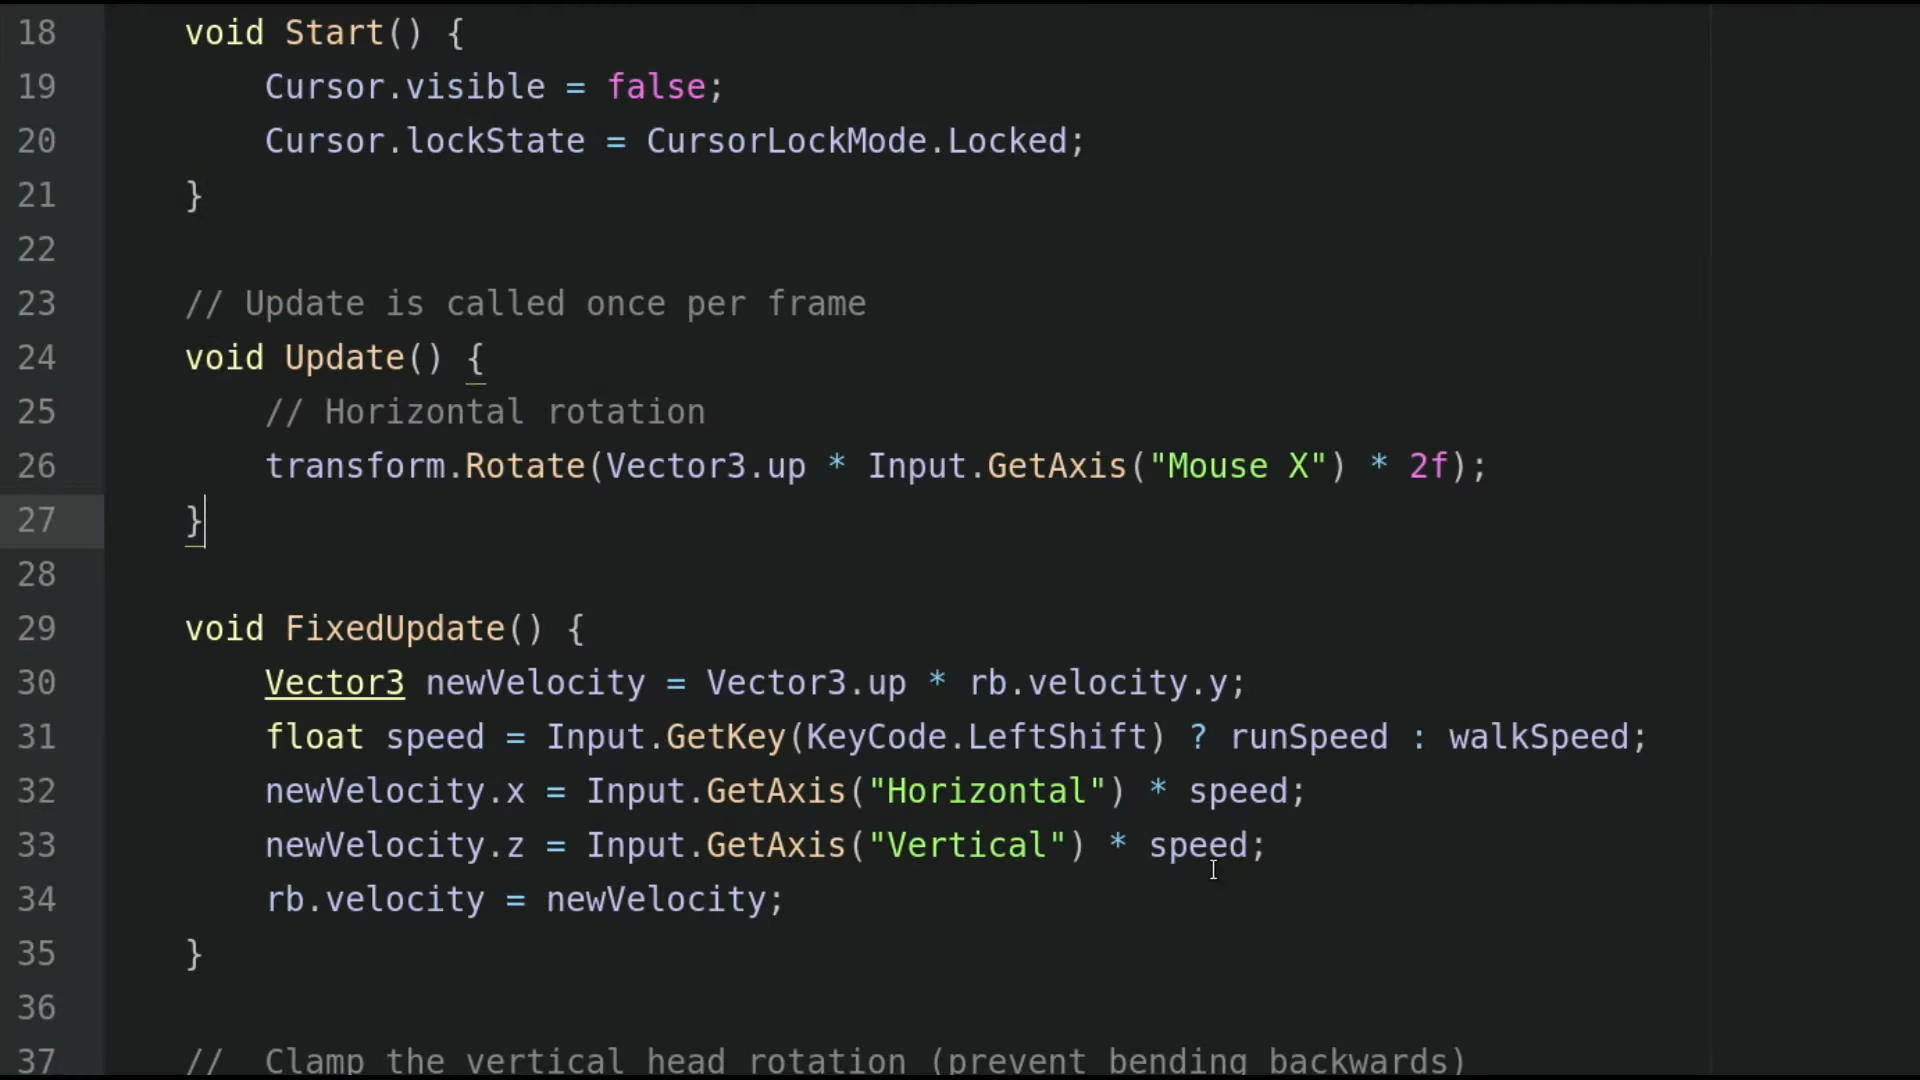 18 void Start() {
19 Cursor.visible = false;
20 Cursor.lockState = CursorLockMode.Locked;
21 }
22
23 // Update is called once per frame
24 void Update() {
25 // Horizontal rotation
26 transform.Rotate(Vector3.up * Input.GetAxis("Mouse X") * 2f);
27 }
28
29 void FixedUpdate() {
30 Vector3 newVelocity = Vector3.up * rb.velocity.y;
31 float speed = Input.GetKey(KeyCode.LeftShift) ? runSpeed : walkSpeed;
32 newVelocity.x = Input.GetAxis("Horizontal") * speed;
33 newVelocity.z = Input.GetAxis("Vertical") * speed;
34 rb.velocity = newVelocity;
35 }
36
37 // Clamp the vertical head rotation (prevent bending backwards)